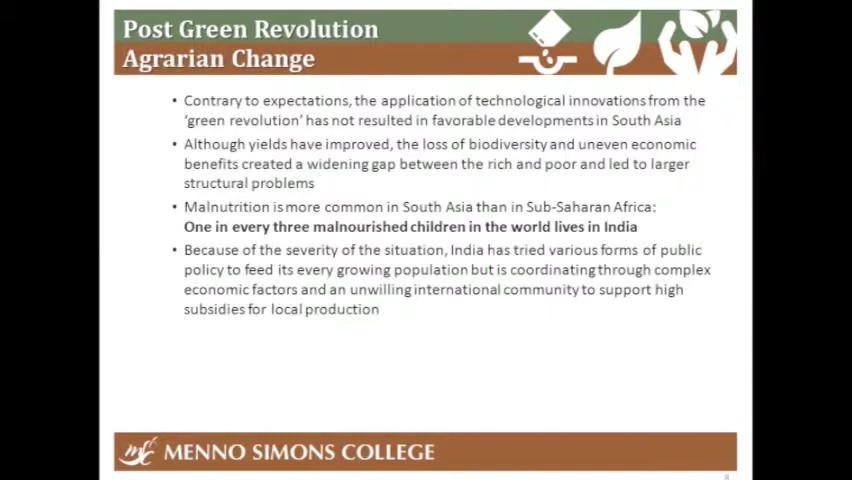 Post Green Revolution
Agrarian Change
• Contrary to expectations, the application of technological innovations from the
'green revolution' has not resulted in favorable developments in South Asia
• Although yields have improved, the loss of biodiversity and uneven economic
benefits created a widening gap between the rich and poor and led to larger
structural problems
• Malnutrition is more common in South Asia than in Sub-Saharan Africa:
One in every three malnourished children in the world lives in India
• Because of the severity of the situation, India has tried various forms of public
policy to feed its every growing population but is coordinating through complex
economic factors and an unwilling international community to support high
subsidies for local production
MENNO SIMONS COLLEGE
8